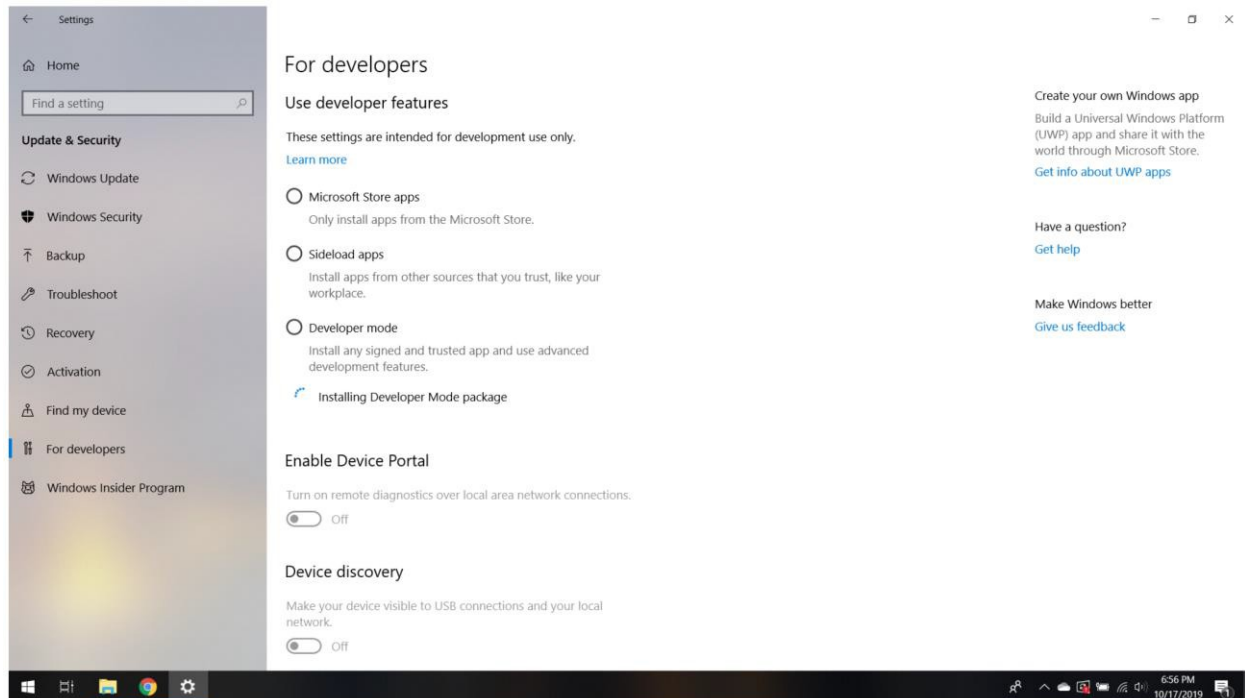 Settings
Home
Find a setting
Update & Security
Windows Update
Windows Security
Backup
Troubleshoot
Recovery
Activation
Find my device
For developers
Windows Insider Program
For developers
Use developer features
These settings are intended for development use only.
Learn more
Microsoft Store apps
Only install apps from the Microsoft Store.
Sideload apps
Install apps from other sources that you trust, like your
workplace.
Developer mode
Install any signed and trusted app and use advanced
development features.
Installing Developer Mode package
Enable Device Portal
Turn on remote diagnostics over local area network connections.
Off
Device discovery
Make your device visible to USB connections and your local
network.
Off
Create your own Windows app
Build a Universal Windows Platform
(UWP) app and share it with the
world through Microsoft Store.
Get info about UWP apps
Have a question?
Get help
Make Windows better
Give us feedback
6:56 PM
10/17/2019